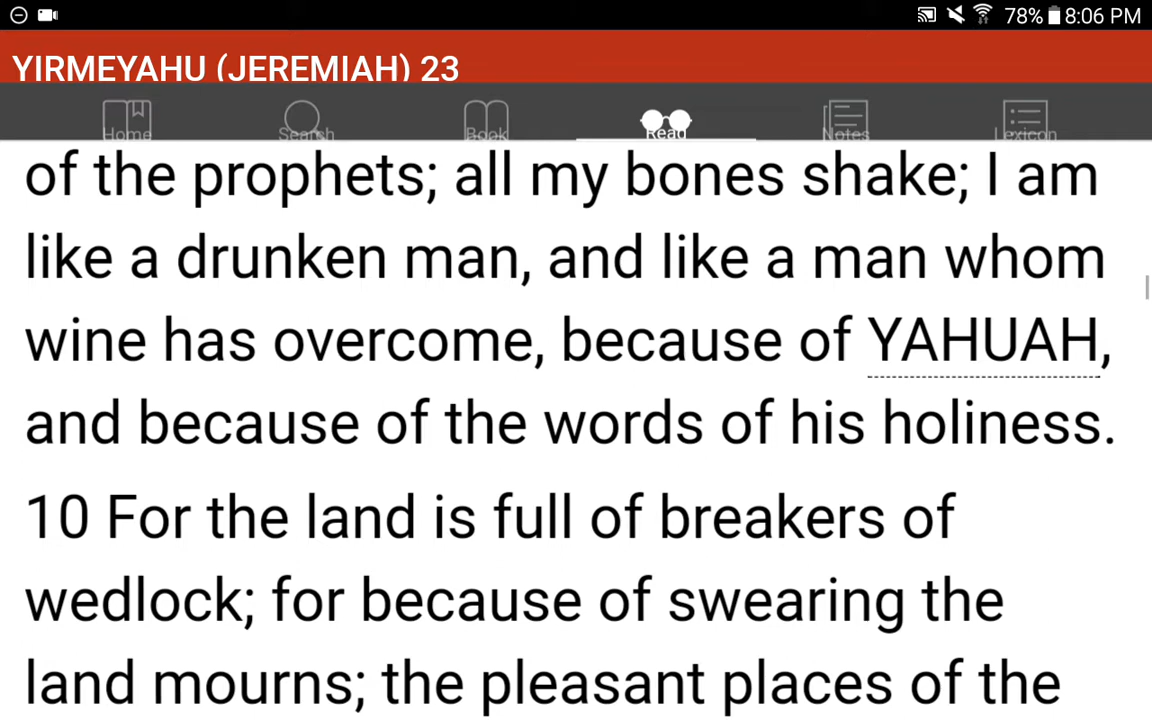 78% 8:06 PM
YIRMEYAHU (JEREMIAH) 23
Home Search Book Read Notes Lexicon
of the prophets; all my bones shake; I am
like a drunken man, and like a man whom
wine has overcome, because of YAHUAH,
and because of the words of his holiness.
10 For the land is full of breakers of
wedlock; for because of swearing the
land mourns; the pleasant places of the